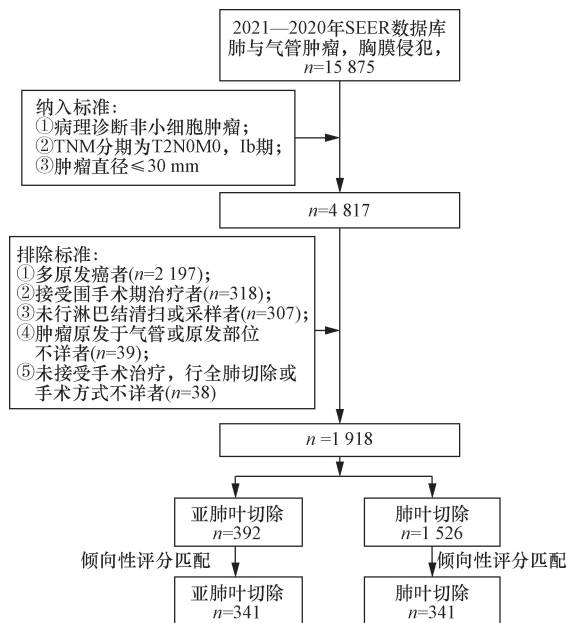 2021—2020年SEER数据库
肺与气管肿瘤，胸膜侵犯，
n=15 875
纳入标准：
①病理诊断非小细胞肿瘤；
②TNM分期为T2N0M0，Ib期；
③肿瘤直径≤30 mm
n=4 817
排除标准：
①多原发癌者(n=2 197)；
②接受围手术期治疗者(n=318)；
③未行淋巴结清扫或采样者(n=307)；
④肿瘤原发于气管或原发部位
不详者(n=39)；
⑤未接受手术治疗，行全肺切除或
手术方式不详者(n=38)
n =1 918
亚肺叶切除
n=392
肺叶切除
n=1 526
倾向性评分匹配
倾向性评分匹配
亚肺叶切除
n=341
肺叶切除
n=341